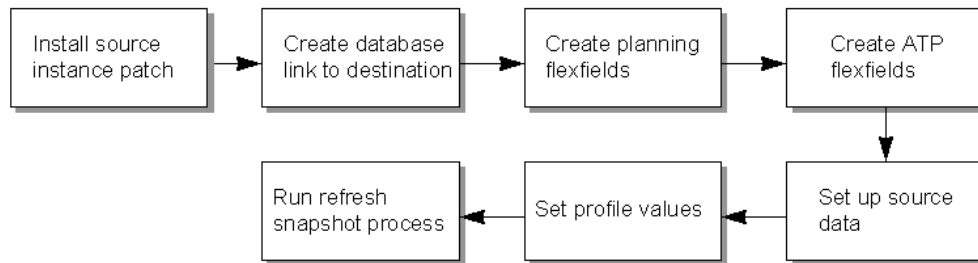 Install source
instance patch
Create database
link to destination
Create planning
flexfields
Create ATP
flexfields
Set up source
data
Set profile values
Run refresh
snapshot process